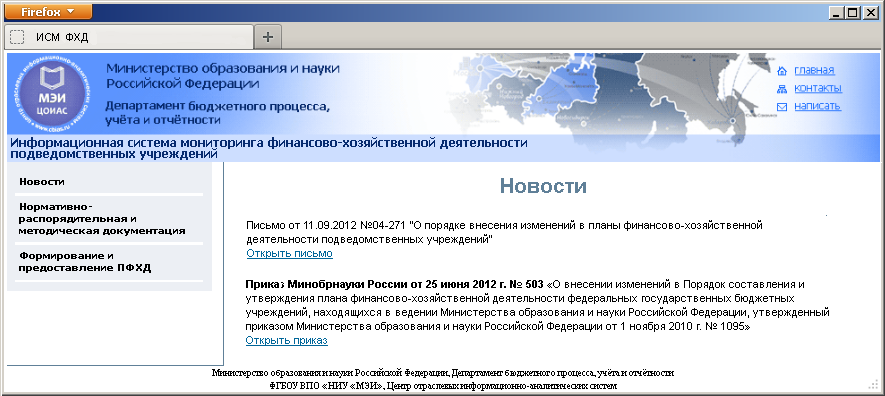 Firefox
ИСМ ФХД
МЭИ
ЦОИАС
Министерство образования и науки
Российской Федерации
Департамент бюджетного процесса,
учёта и отчётности
главная
контакты
написать
Информационная система мониторинга финансово-хозяйственной деятельности
подведомственных учреждений
Новости
Нормативно-
распорядительная и
методическая документация
Формирование и
предоставление ПФХД
Новости
Письмо от 11.09.2012 №04-271 "О порядке внесения изменений в планы финансово-хозяйственной
деятельности подведомственных учреждений"
Открыть письмо
Приказ Минобрнауки России от 25 июня 2012 г. № 503 «О внесении изменений в Порядок составления и
утверждения плана финансово-хозяйственной деятельности федеральных государственных бюджетных
учреждений, находящихся в ведении Министерства образования и науки Российской Федерации, утвержденный
приказом Министерства образования и науки Российской Федерации от 1 ноября 2010 г. № 1095»
Открыть приказ
Министерство образования и науки Российской Федерации, Департамент бюджетного процесса, учёта и отчётности
ФГБОУ ВПО «НИУ «МЭИ», Центр отраслевых информационно-аналитических систем